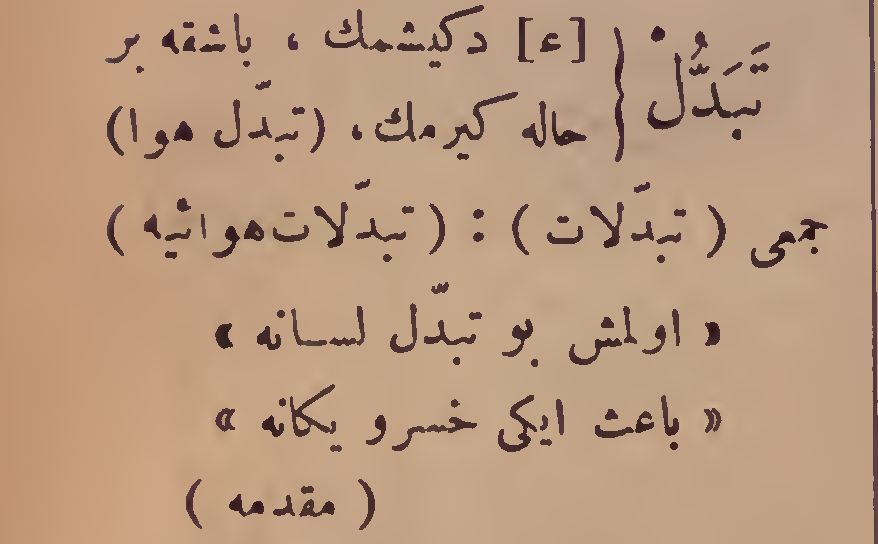 تَبَدُّلْ } [ع] دكيشمك ، باشقه بر
حاله كيرمك ، (تبدّل هوا)
جمعى (تبدّلات) : (تبدّلات هوائيه)
« اولمش بو تبدّل لسانه »
« باعث ايكى خسرو يكانه »
(مقدمه)